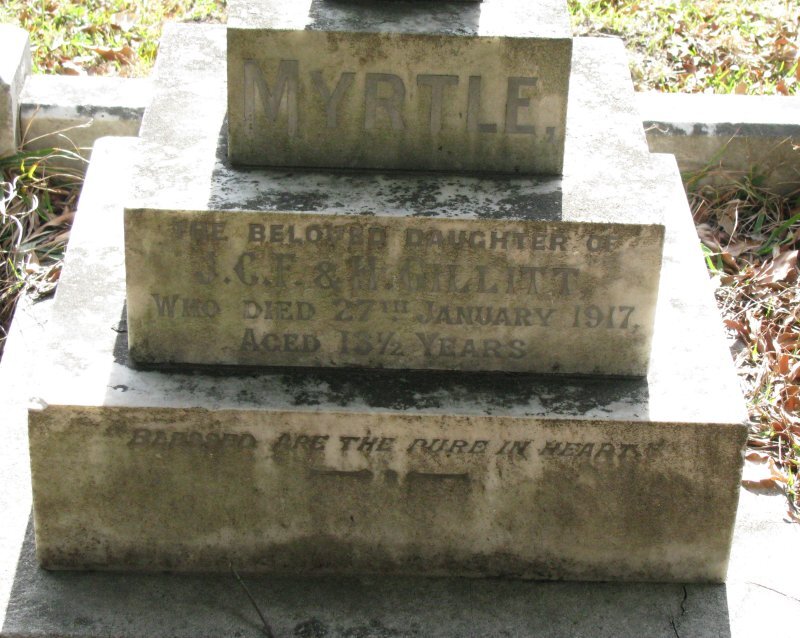 MYRTLE,
THE BELOVED DAUGHTER OF
J.C.F. & H. GILLITT,
WHO DIED 27TH JANUARY 1917,
AGED 13½ YEARS
"BLESSED ARE THE PURE IN HEART."